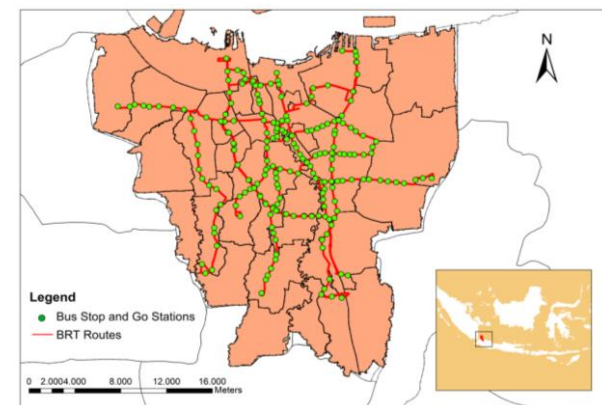 N
Legend
Bus Stop and Go Stations
BRT Routes
0 2.0004.000 8.000 12.000 16.000
Meters